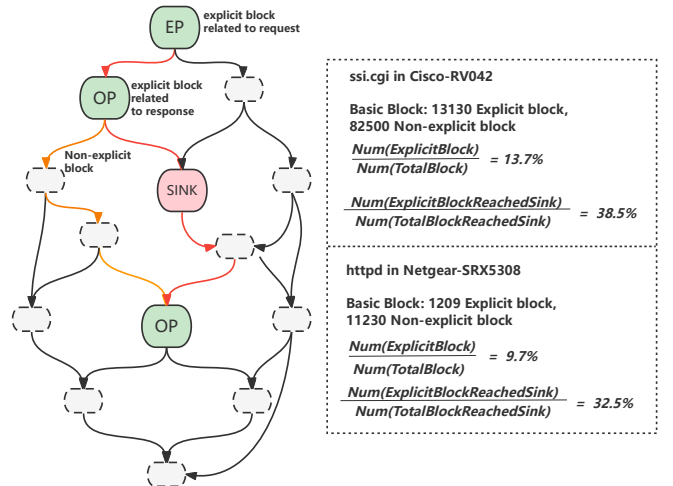 EP
explicit block
related to request
OP
explicit block
related
to response
Non-explicit
block
SINK
OP
ssi.cgi in Cisco-RV042
Basic Block: 13130 Explicit block,
82500 Non-explicit block
Num(ExplicitBlock)
Num(TotalBlock)
= 13.7%
Num(ExplicitBlockReachedSink)
Num(TotalBlockReachedSink)
= 38.5%
httpd in Netgear-SRX5308
Basic Block: 1209 Explicit block,
11230 Non-explicit block
Num(ExplicitBlock)
Num(TotalBlock)
= 9.7%
Num(ExplicitBlockReachedSink)
Num(TotalBlockReachedSink)
= 32.5%